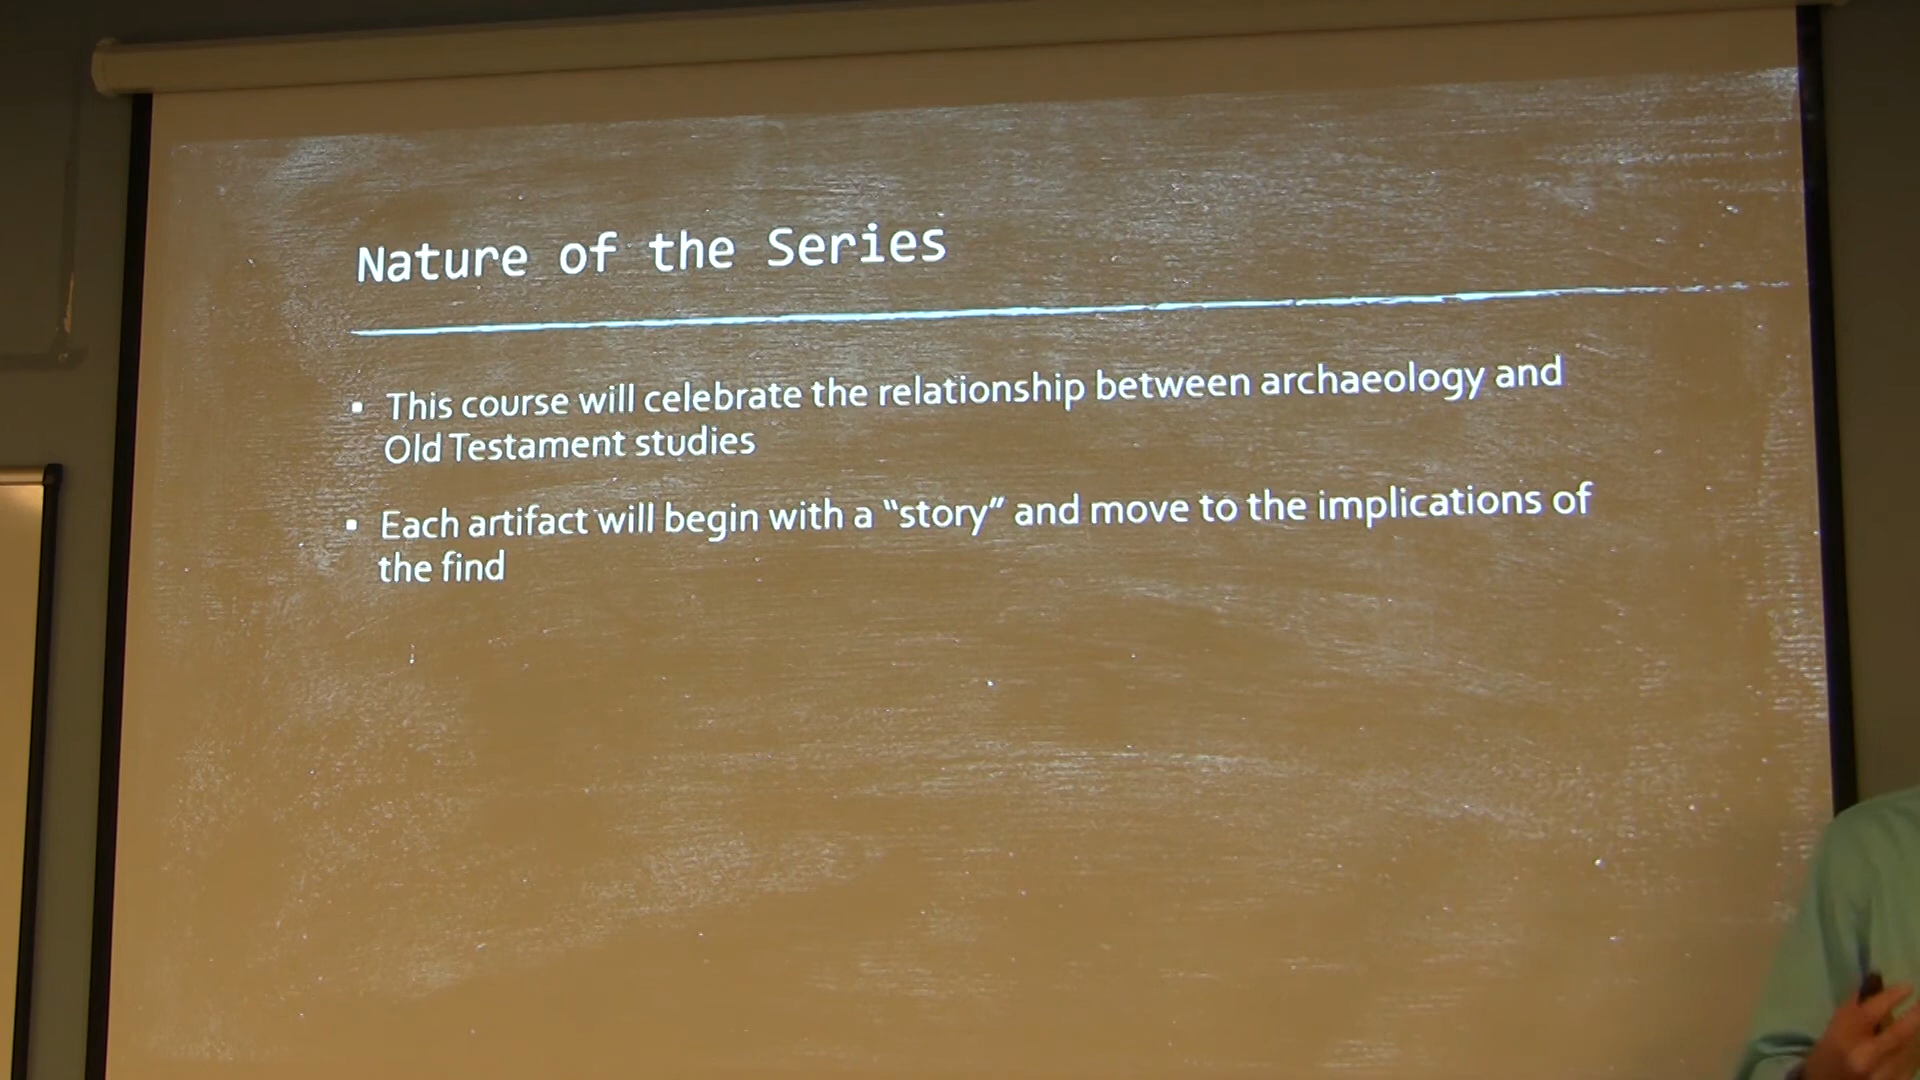 Nature of the Series
▪ This course will celebrate the relationship between archaeology and
Old Testament studies
▪ Each artifact will begin with a “story” and move to the implications of
the find